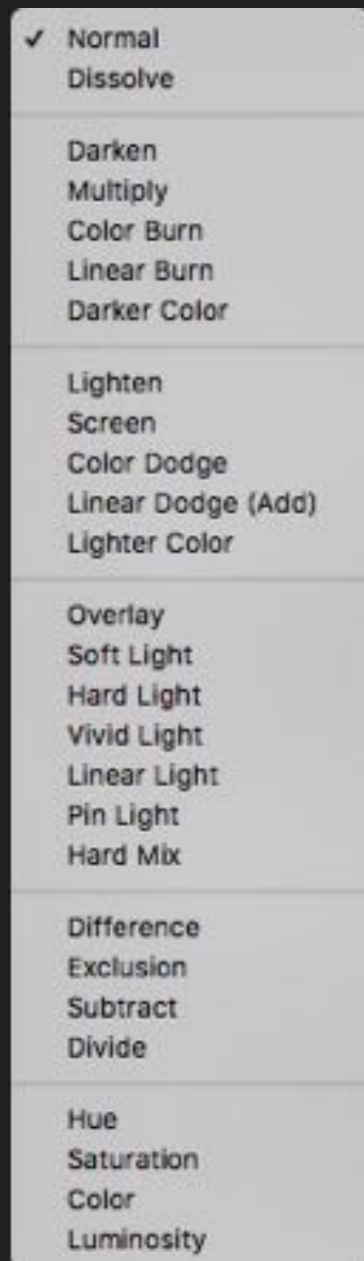 ✓ Normal
Dissolve
Darken
Multiply
Color Burn
Linear Burn
Darker Color
Lighten
Screen
Color Dodge
Linear Dodge (Add)
Lighter Color
Overlay
Soft Light
Hard Light
Vivid Light
Linear Light
Pin Light
Hard Mix
Difference
Exclusion
Subtract
Divide
Hue
Saturation
Color
Luminosity